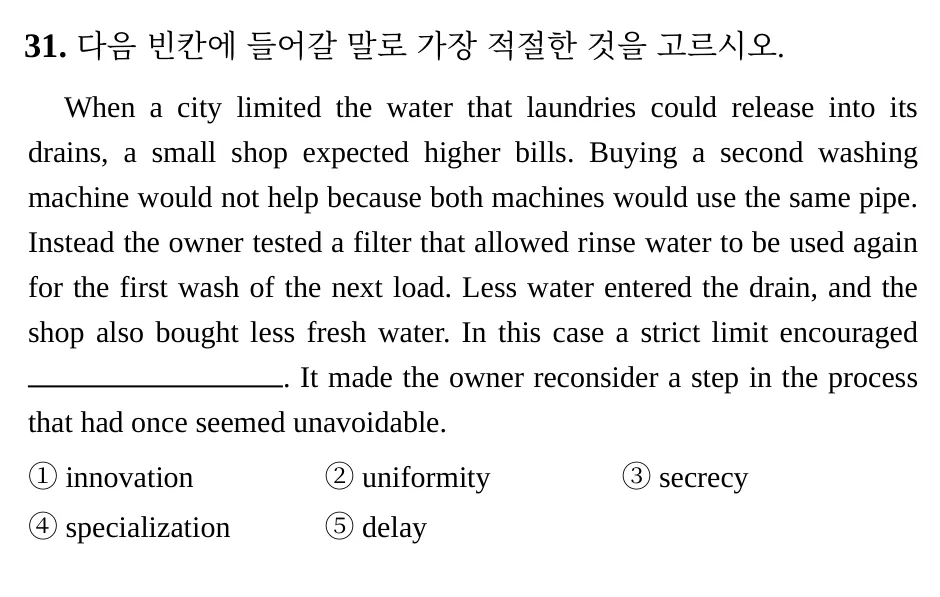 31. 다음 빈칸에 들어갈 말로 가장 적절한 것을 고르시오.
When a city limited the water that laundries could release into its
drains, a small shop expected higher bills. Buying a second washing
machine would not help because both machines would use the same pipe.
Instead the owner tested a filter that allowed rinse water to be used again
for the first wash of the next load. Less water entered the drain, and the
shop also bought less fresh water. In this case a strict limit encouraged
. It made the owner reconsider a step in the process
that had once seemed unavoidable.
① innovation ② uniformity ③ secrecy
④ specialization ⑤ delay